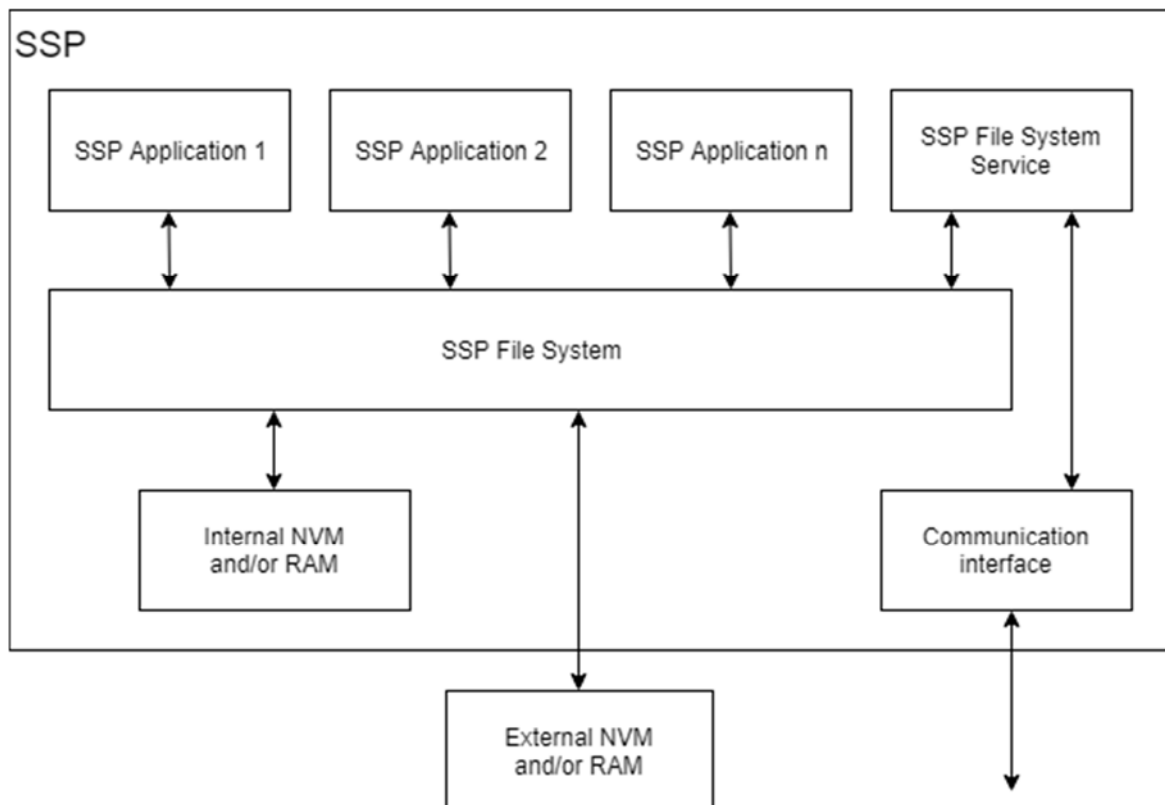 SSP
SSP Application 1
SSP Application 2
SSP Application n
SSP File System
Service
SSP File System
Internal NVM
and/or RAM
Communication
interface
External NVM
and/or RAM